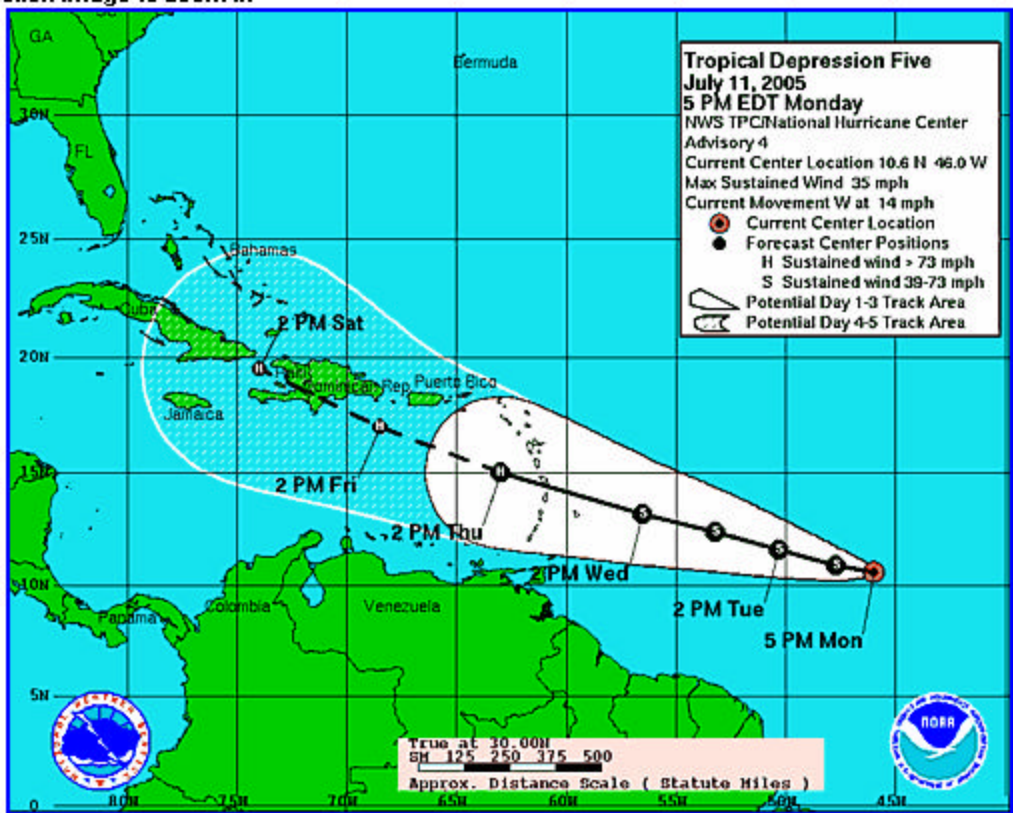 GA
Bermuda
Tropical Depression Five
July 11, 2005
5 PM EDT Monday
NWS TPC/National Hurricane Center
Advisory 4
Current Center Location 10.6 N 46.0 W
Max Sustained Wind 35 mph
Current Movement W at 14 mph
Current Center Location
Forecast Center Positions
H Sustained wind > 73 mph
S Sustained wind 39-73 mph
Potential Day 1-3 Track Area
Potential Day 4-5 Track Area
30N
FL
25N
Bahamas
Cuba
2 PM Sat
20N
H
Haiti
Dominican Rep
Puerto Rico
Jamaica
H
15N
H
2 PM Fri
S
2 PM Thu
S
S
S
2 PM Wed
10N
Colombia
Venezuela
2 PM Tue
Panama
5 PM Mon
5N
NOAA
True at 30.00N
SM 125 250 375 500
Approx. Distance Scale ( Statute Miles )
0 80W 75W 70W 60W 55W 50W 45W